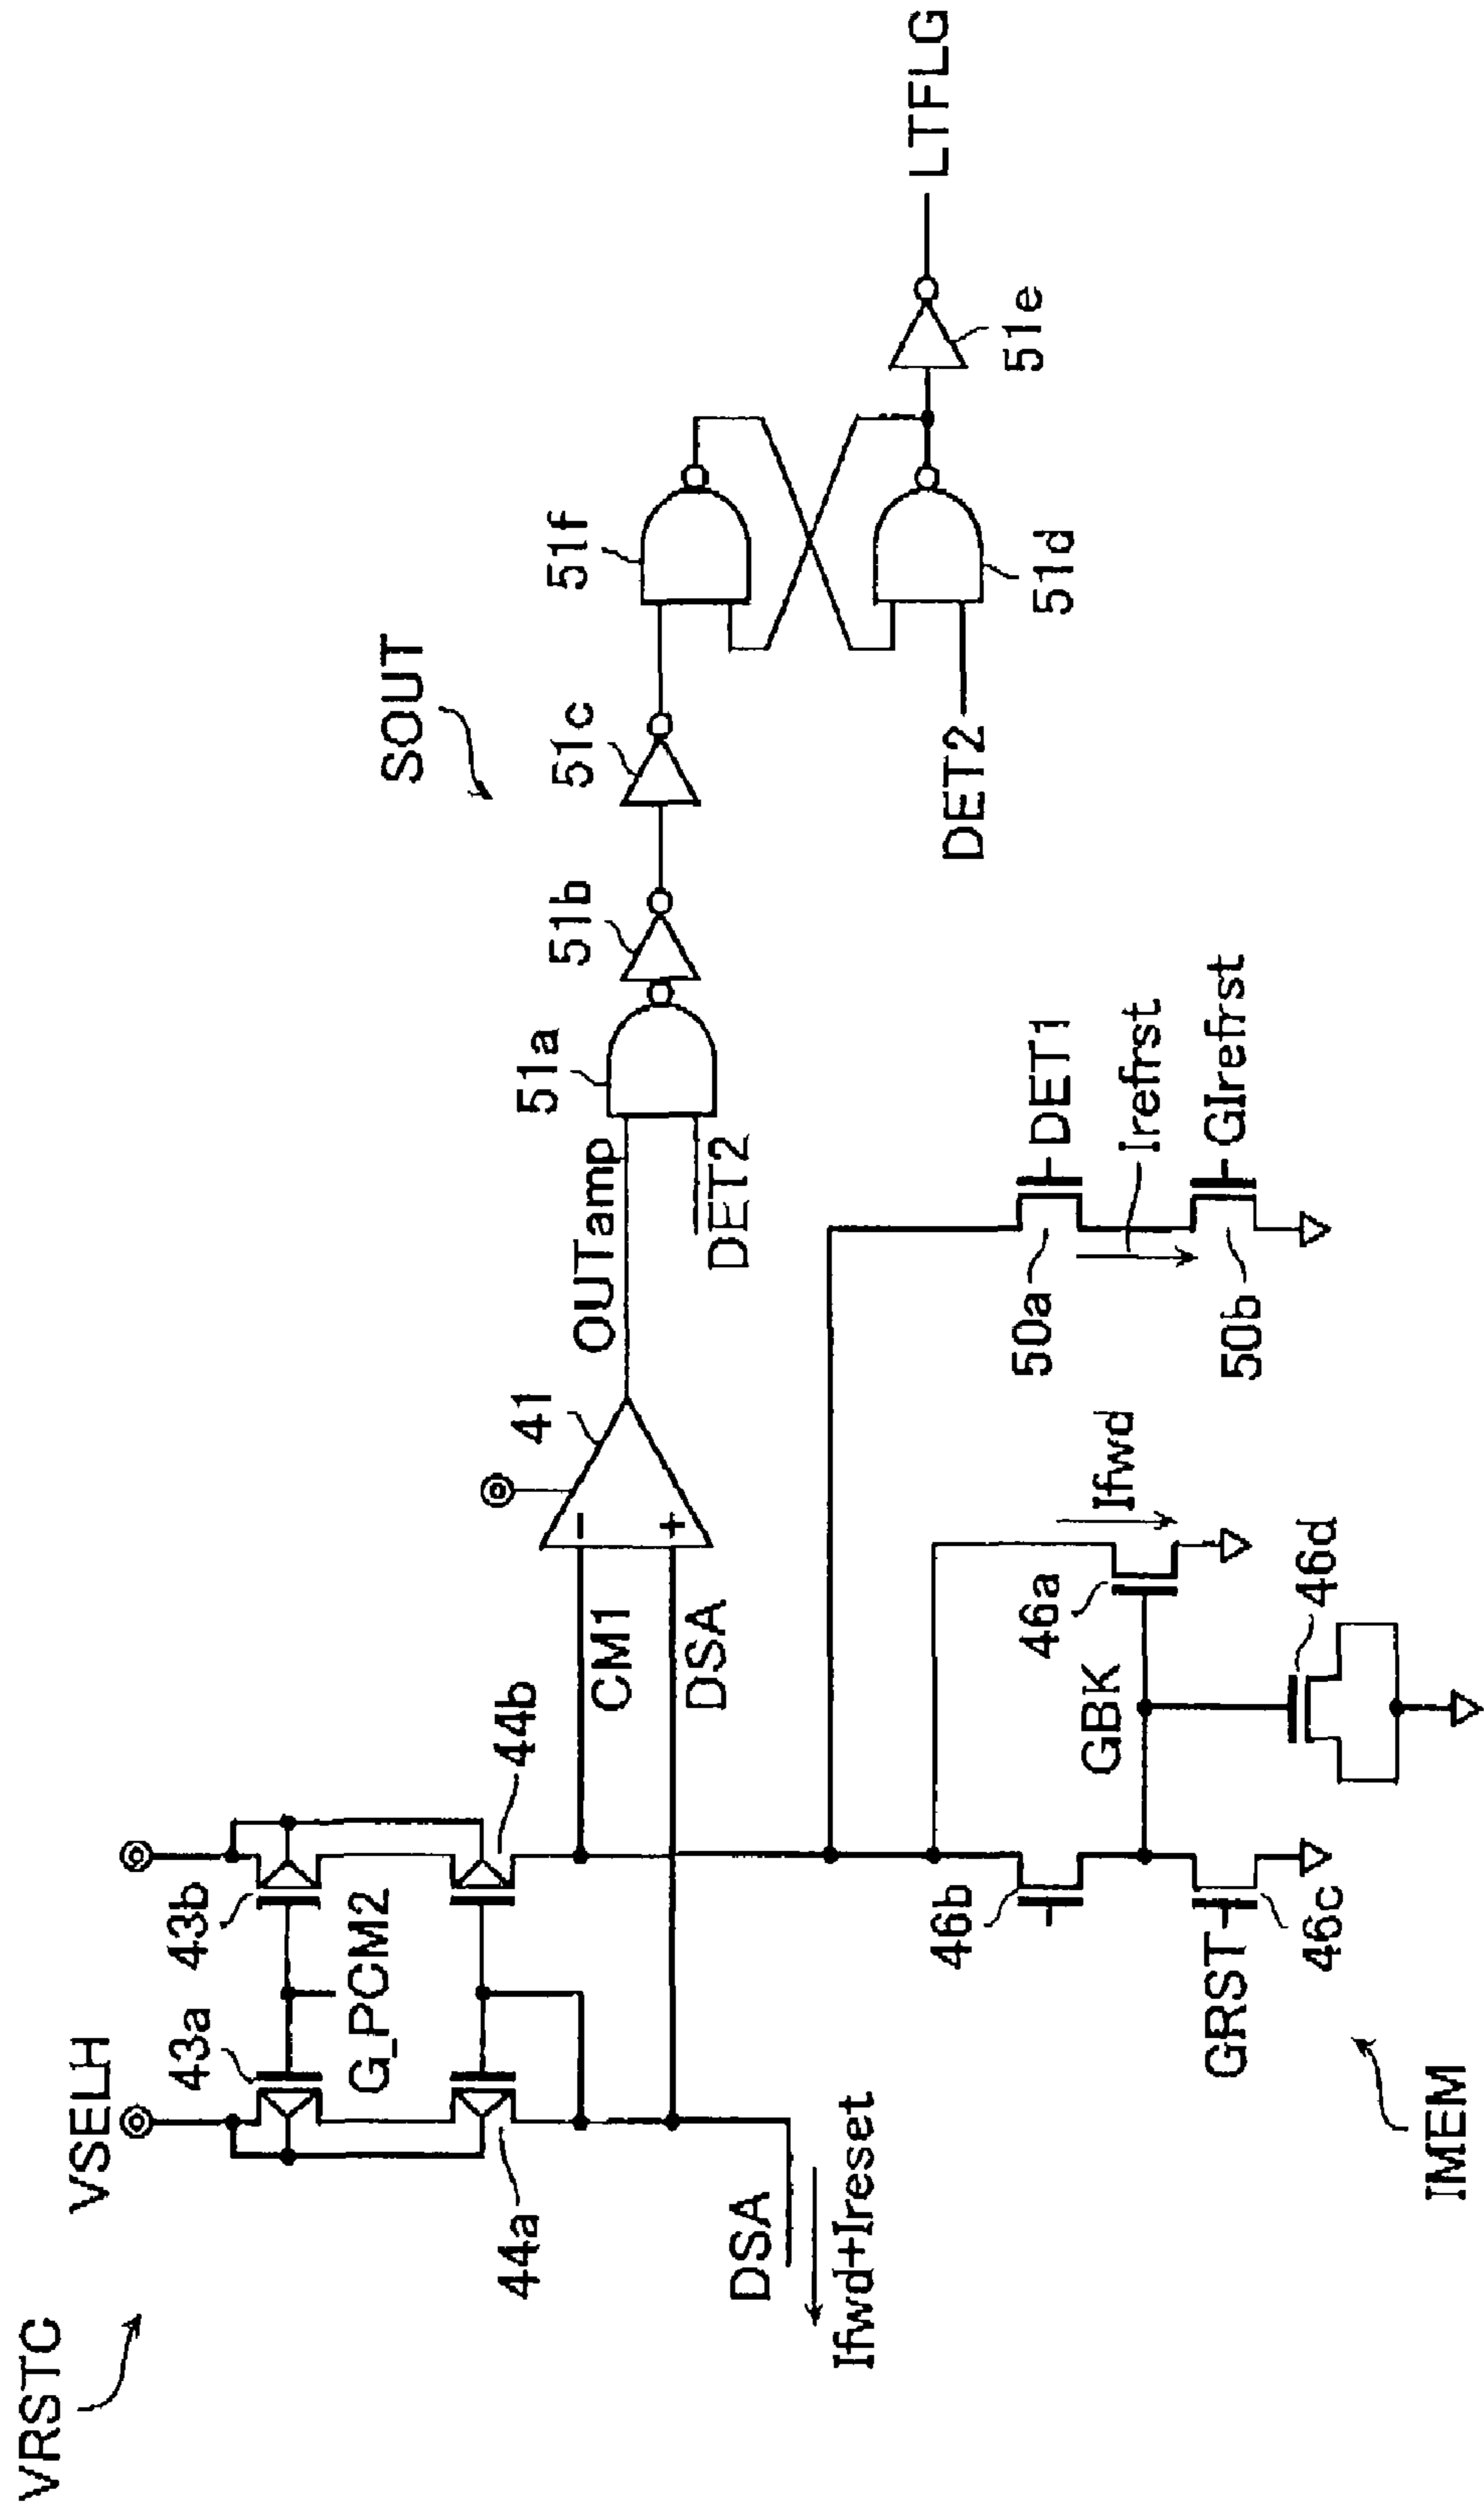 VRSTC
VSELH
43a
43b
G_PCM2
44a
44b
DSA
Ifwd+Ireset
CM1
DSA
41
OUTamp
DET2
51a
51b
51c
SOUT
51f
DET2
51d
51e
LTFLG
46b
GRST
46c
GBK
46a
Ifwd
46d
IMEM
50a
DET1
Irefrst
50b
GIrefrst